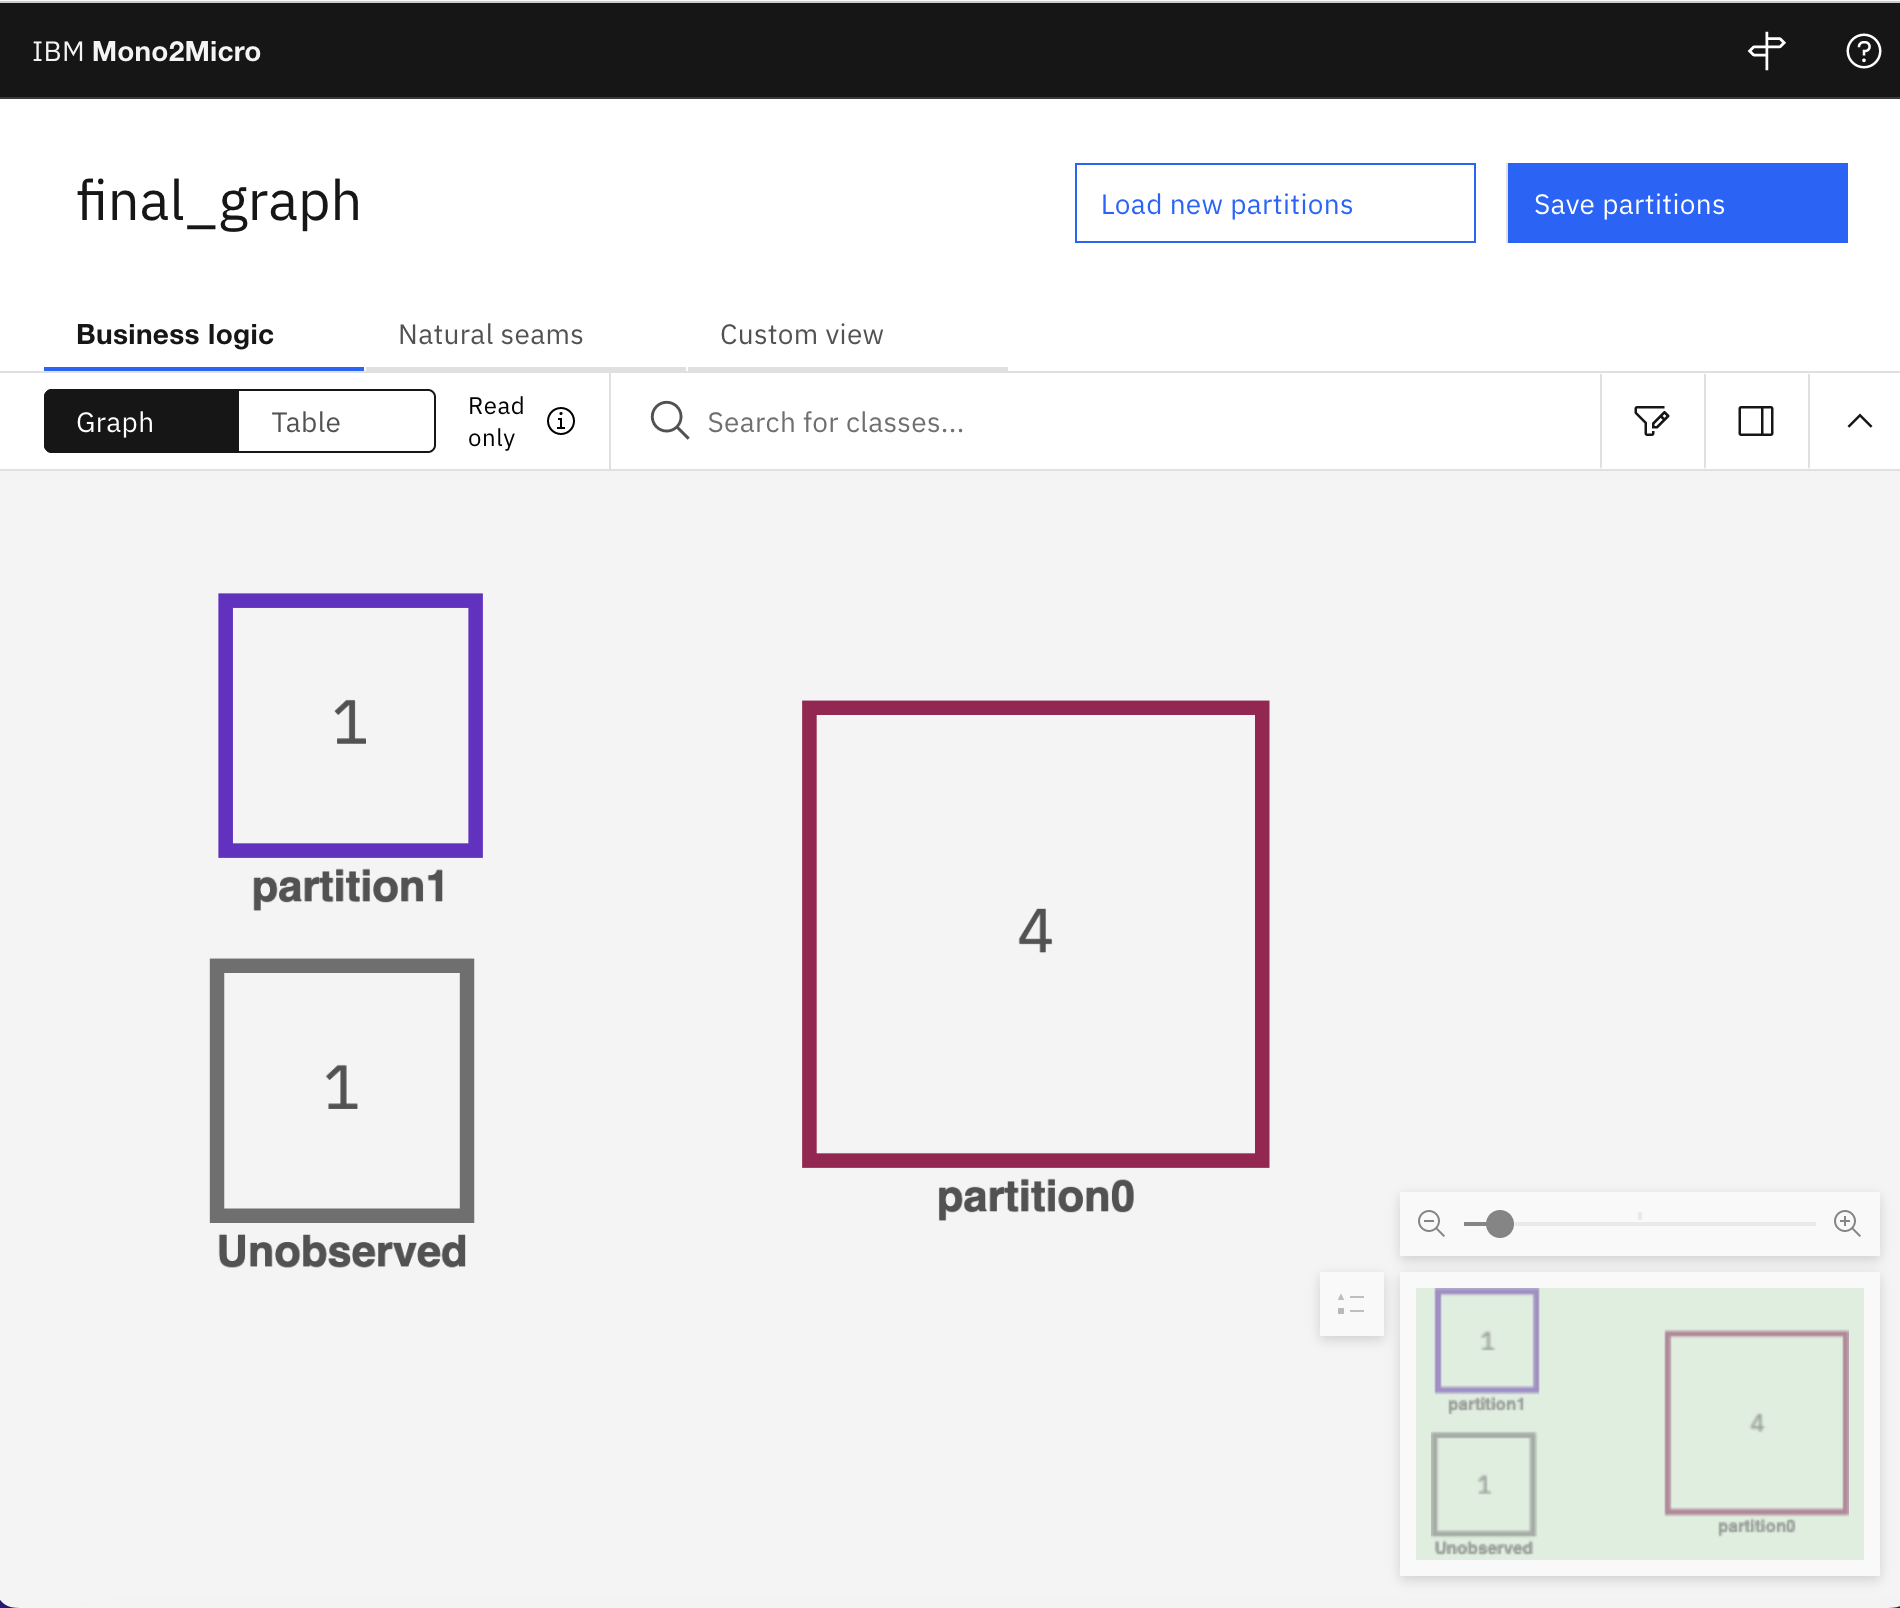 IBM Mono2Micro
final_graph
Load new partitions
Save partitions
Business logic
Natural seams
Custom view
Graph
Table
Read
only
Search for classes...
1
partition1
4
partition0
1
Unobserved
1
partition1
4
partition0
1
Unobserved